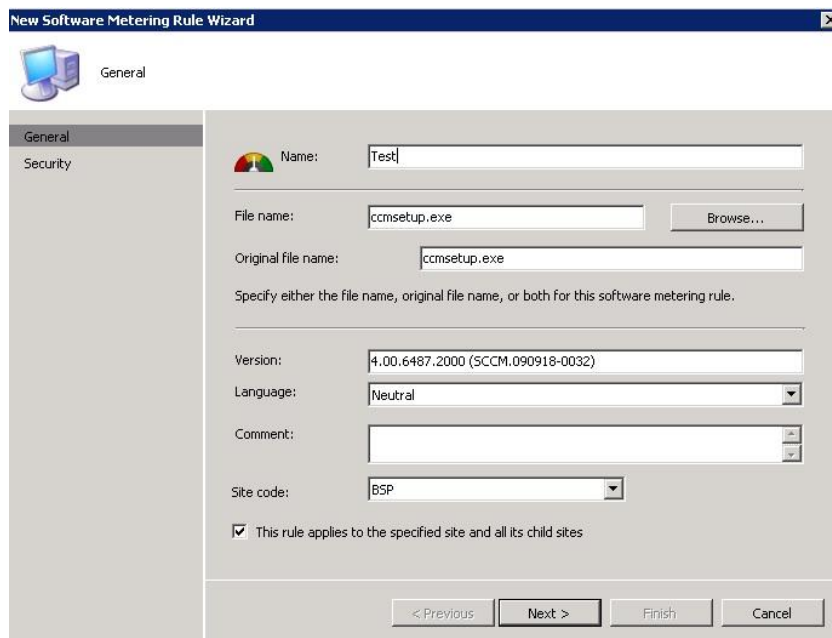 New Software Metering Rule Wizard
General
General
Security
Name: Test
File name: ccmsetup.exe Browse...
Original file name: ccmsetup.exe
Specify either the file name, original file name, or both for this software metering rule.
Version: 4.00.6487.2000 (SCCM.090918-0032)
Language: Neutral
Comment:
Site code: BSP
This rule applies to the specified site and all its child sites
< Previous Next > Finish Cancel